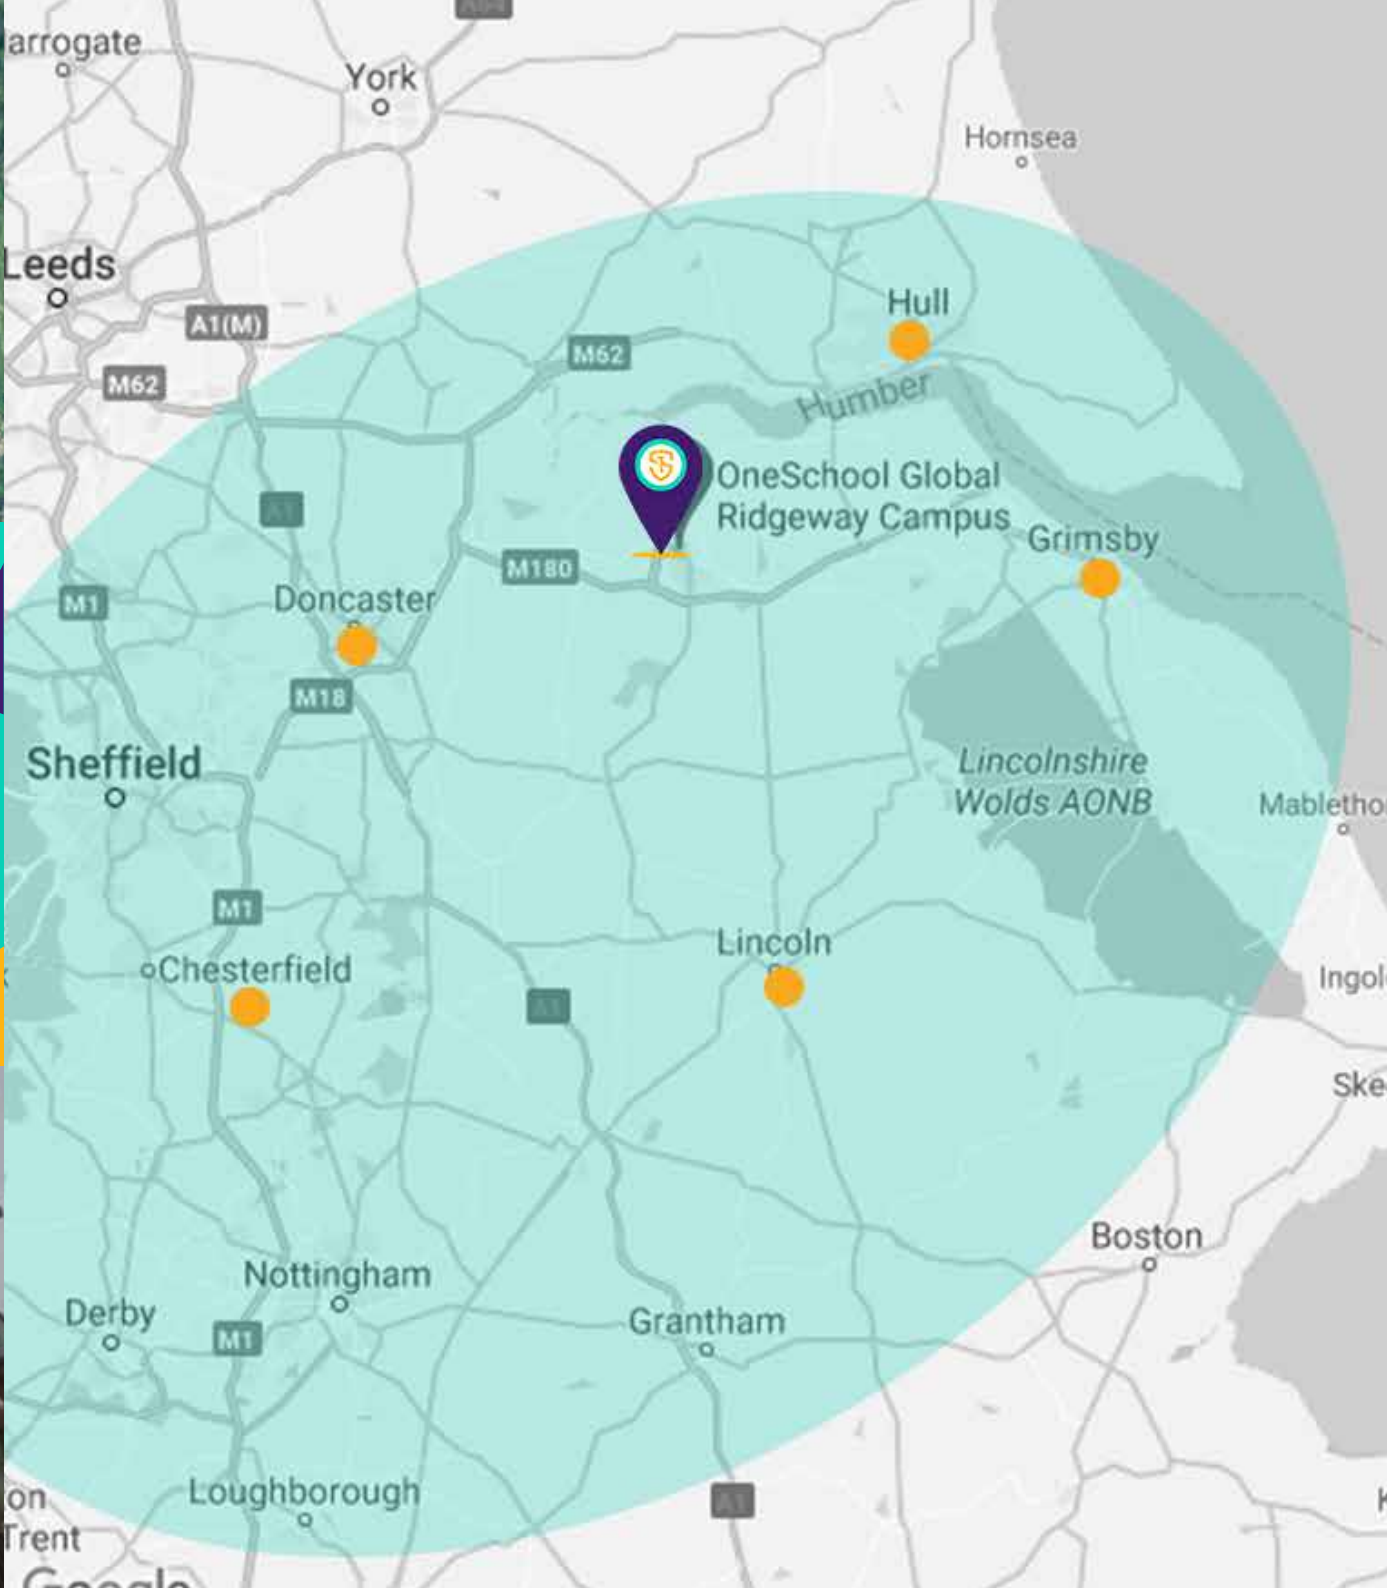 A64
arrogate
York
Hornsea
Leeds
Hull
A1(M)
M62
M62
Humber
OneSchool Global
Ridgeway Campus
A1
Grimsby
M180
Doncaster
M1
M18
Sheffield
Lincolnshire
Wolds AONB
Mabletho
M1
Lincoln
Chesterfield
Ingol
A1
Ske
Boston
Nottingham
Derby
Grantham
M1
Loughborough
on
Trent
A1
K
Google